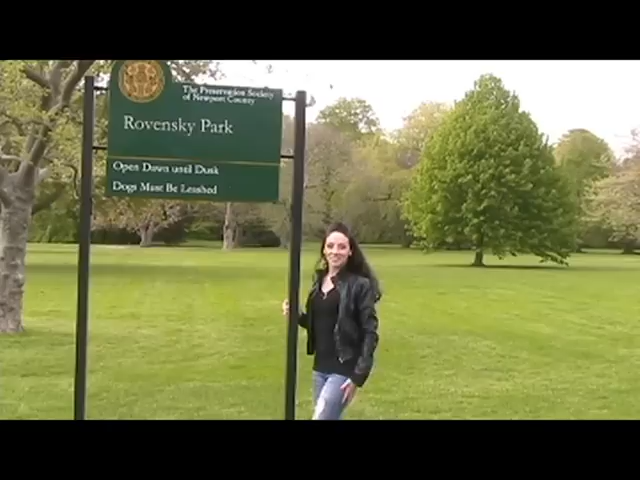 The Preservation Society
of Newport County
Rovensky Park
Open Dawn until Dusk
Dogs Must Be Leashed